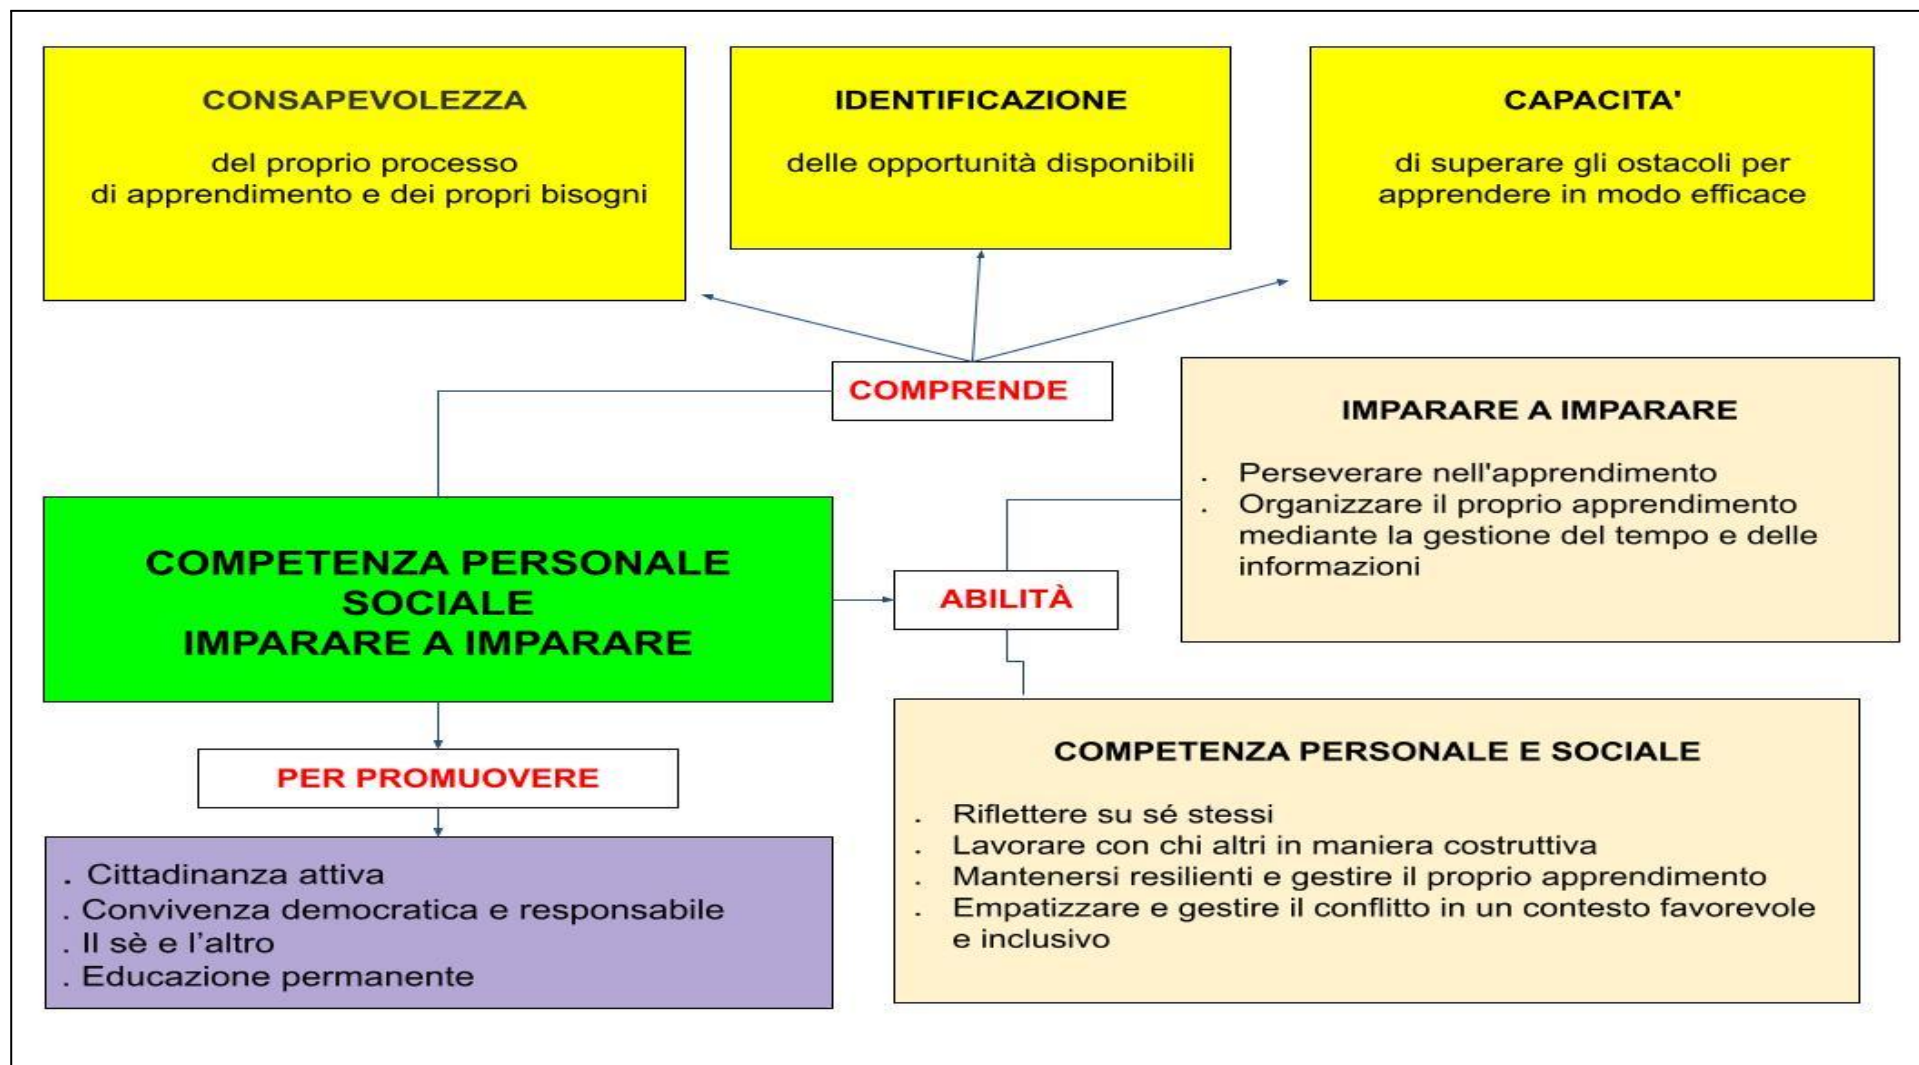 CONSAPEVOLEZZA
del proprio processo
di apprendimento e dei propri bisogni
IDENTIFICAZIONE
delle opportunità disponibili
CAPACITA'
di superare gli ostacoli per
apprendere in modo efficace
COMPRENDE
IMPARARE A IMPARARE
. Perseverare nell'apprendimento
. Organizzare il proprio apprendimento
mediante la gestione del tempo e delle
informazioni
COMPETENZA PERSONALE
SOCIALE
IMPARARE A IMPARARE
ABILITÀ
COMPETENZA PERSONALE E SOCIALE
. Riflettere su sé stessi
. Lavorare con chi altri in maniera costruttiva
. Mantenersi resilienti e gestire il proprio apprendimento
. Empatizzare e gestire il conflitto in un contesto favorevole
e inclusivo
PER PROMUOVERE
. Cittadinanza attiva
. Convivenza democratica e responsabile
. Il sè e l’altro
. Educazione permanente